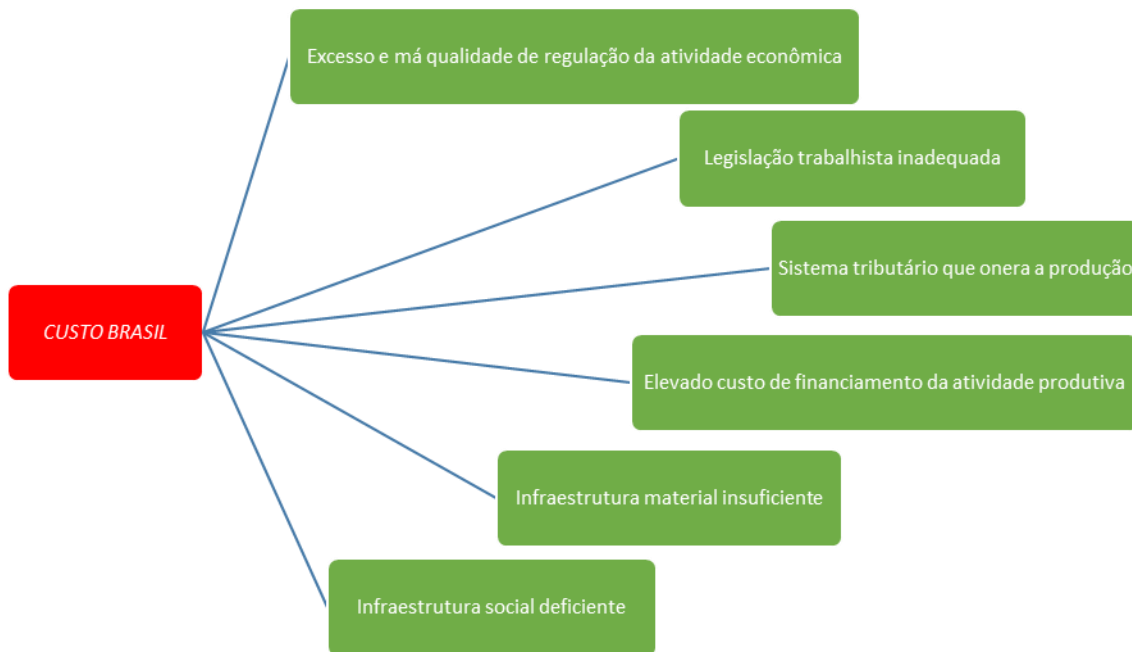 Excesso e má qualidade de regulação da atividade econômica
Legislação trabalhista inadequada
Sistema tributário que onera a produção
CUSTO BRASIL
Elevado custo de financiamento da atividade produtiva
Infraestrutura material insuficiente
Infraestrutura social deficiente